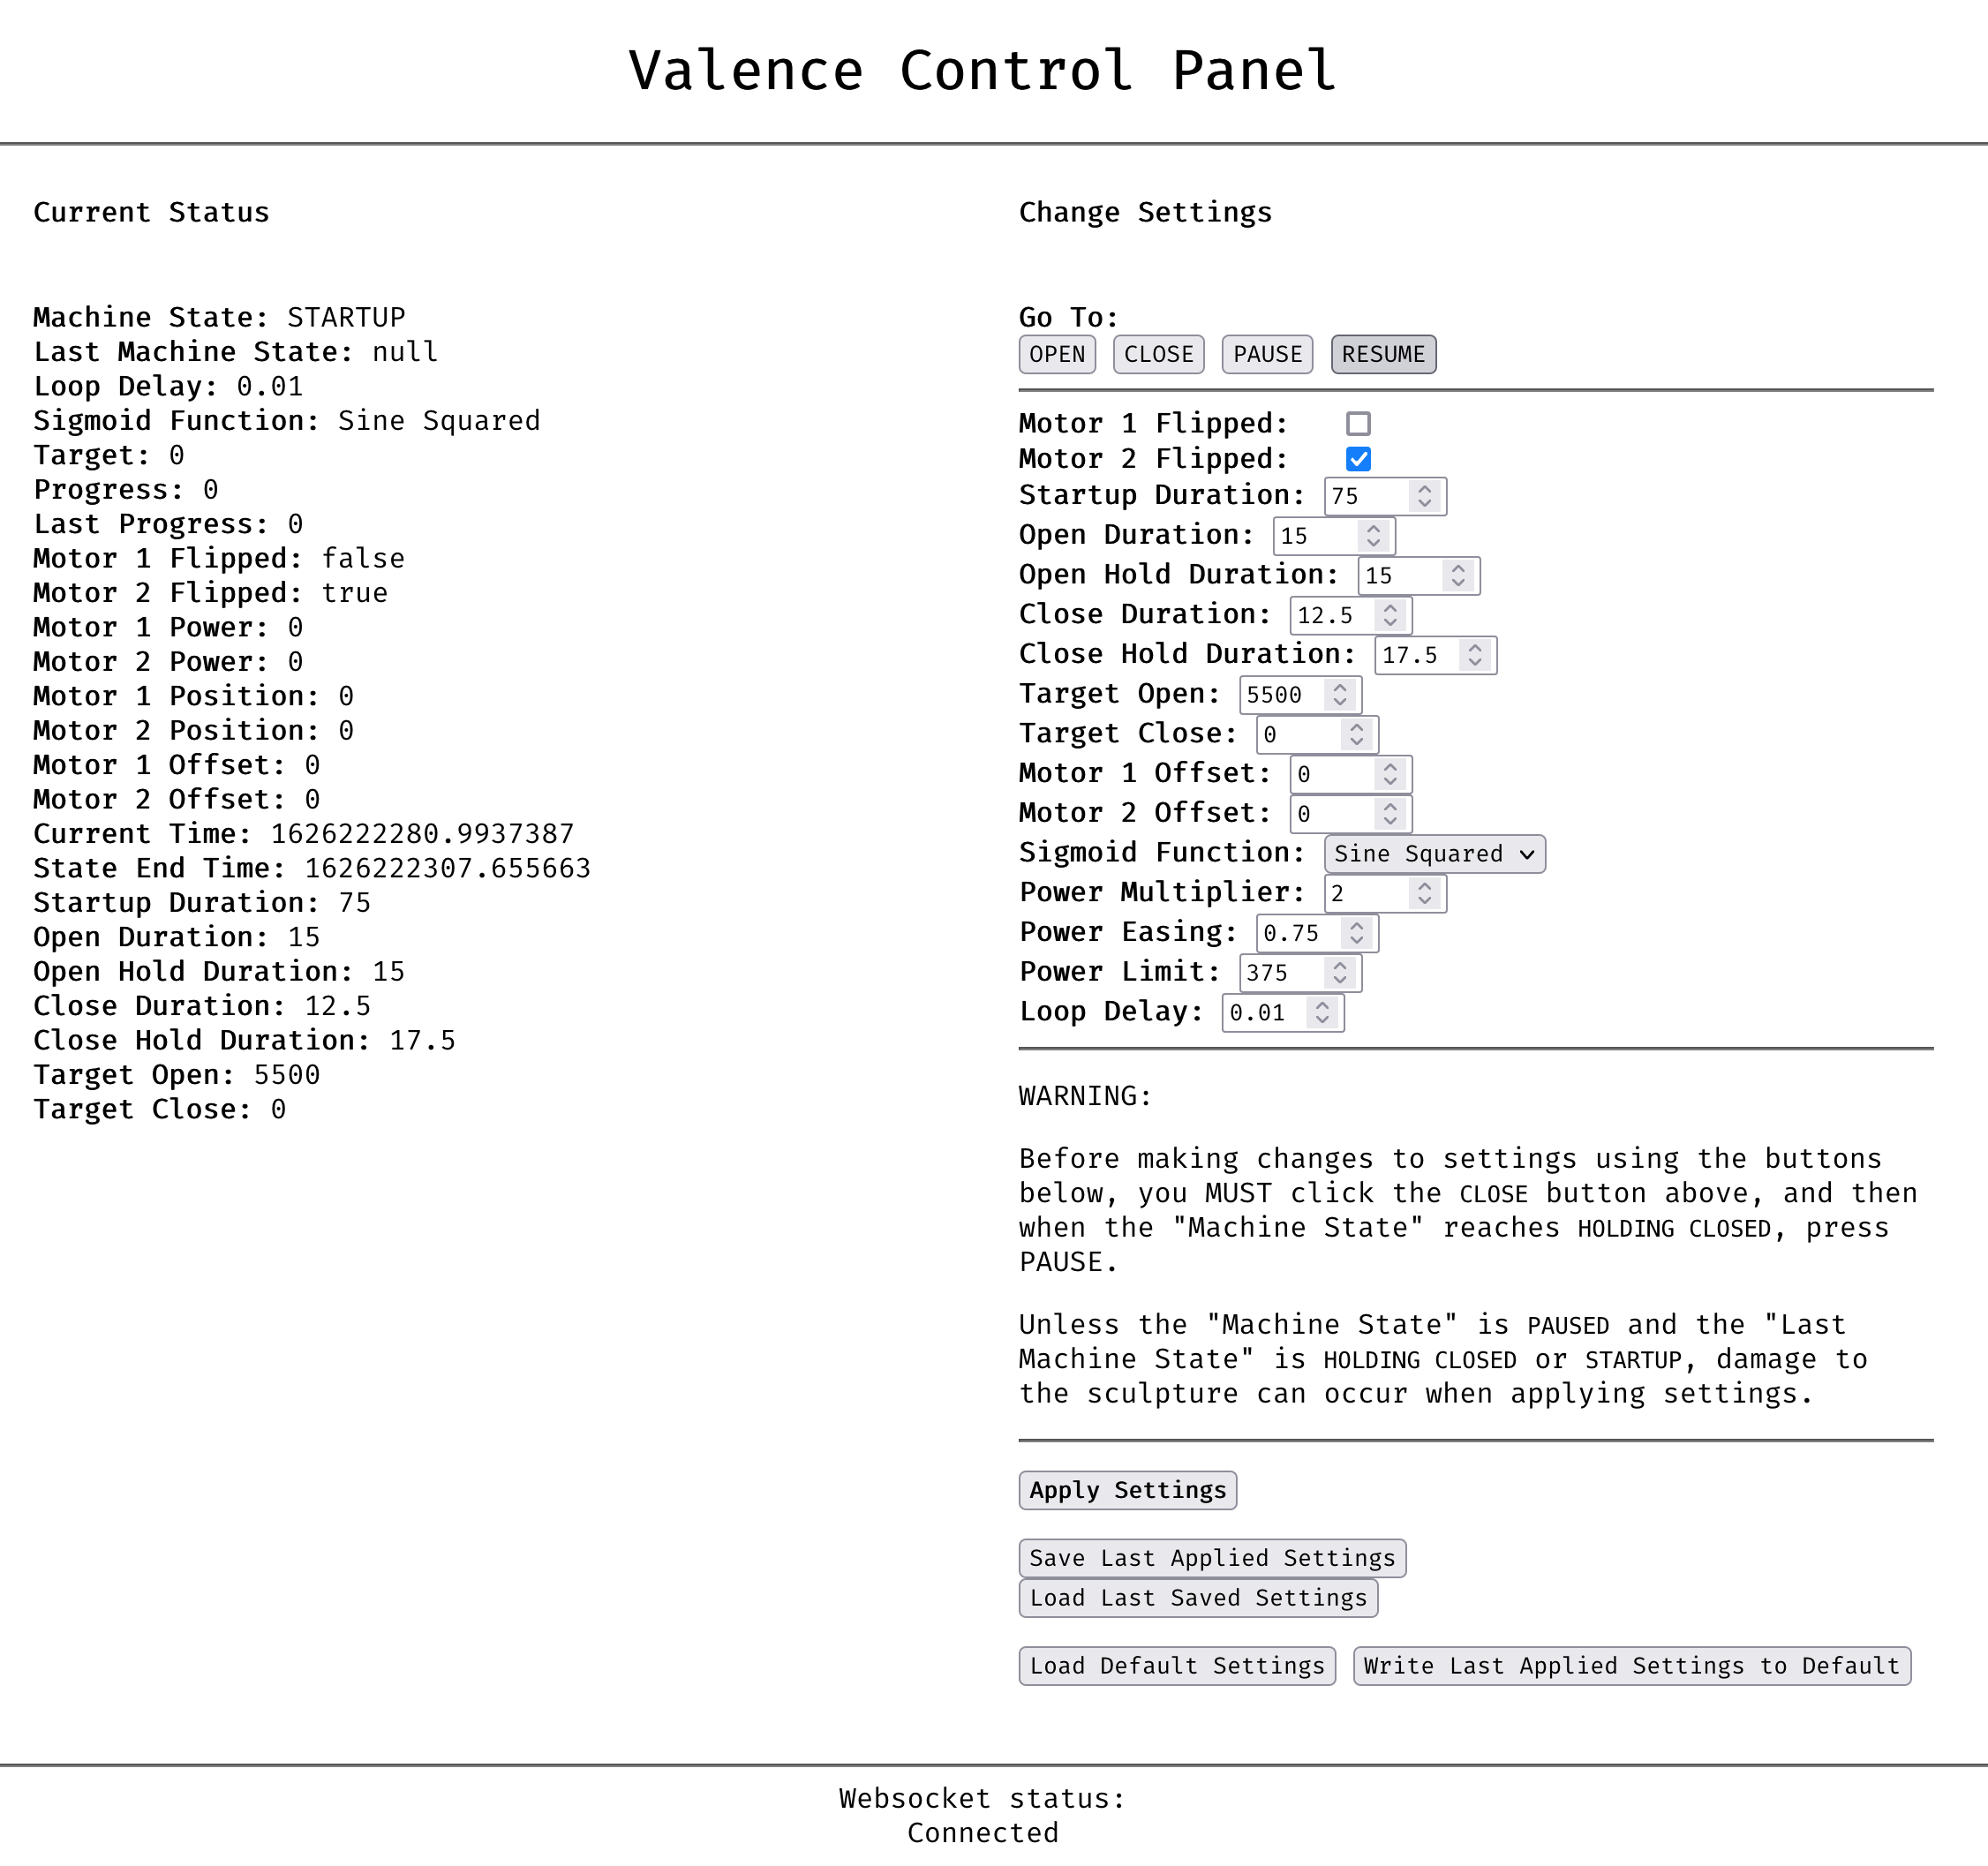 Valence Control Panel
Current Status
Machine State: STARTUP
Last Machine State: null
Loop Delay: 0.01
Sigmoid Function: Sine Squared
Target: 0
Progress: 0
Last Progress: 0
Motor 1 Flipped: false
Motor 2 Flipped: true
Motor 1 Power: 0
Motor 2 Power: 0
Motor 1 Position: 0
Motor 2 Position: 0
Motor 1 Offset: 0
Motor 2 Offset: 0
Current Time: 1626222280.9937387
State End Time: 1626222307.655663
Startup Duration: 75
Open Duration: 15
Open Hold Duration: 15
Close Duration: 12.5
Close Hold Duration: 17.5
Target Open: 5500
Target Close: 0
Change Settings
Go To:
OPEN CLOSE PAUSE RESUME
Motor 1 Flipped:
Motor 2 Flipped:
Startup Duration: 75
Open Duration: 15
Open Hold Duration: 15
Close Duration: 12.5
Close Hold Duration: 17.5
Target Open: 5500
Target Close: 0
Motor 1 Offset: 0
Motor 2 Offset: 0
Sigmoid Function: Sine Squared
Power Multiplier: 2
Power Easing: 0.75
Power Limit: 375
Loop Delay: 0.01
WARNING:
Before making changes to settings using the buttons
below, you MUST click the CLOSE button above, and then
when the "Machine State" reaches HOLDING CLOSED, press
PAUSE.
Unless the "Machine State" is PAUSED and the "Last
Machine State" is HOLDING CLOSED or STARTUP, damage to
the sculpture can occur when applying settings.
Apply Settings
Save Last Applied Settings
Load Last Saved Settings
Load Default Settings Write Last Applied Settings to Default
Websocket status:
Connected